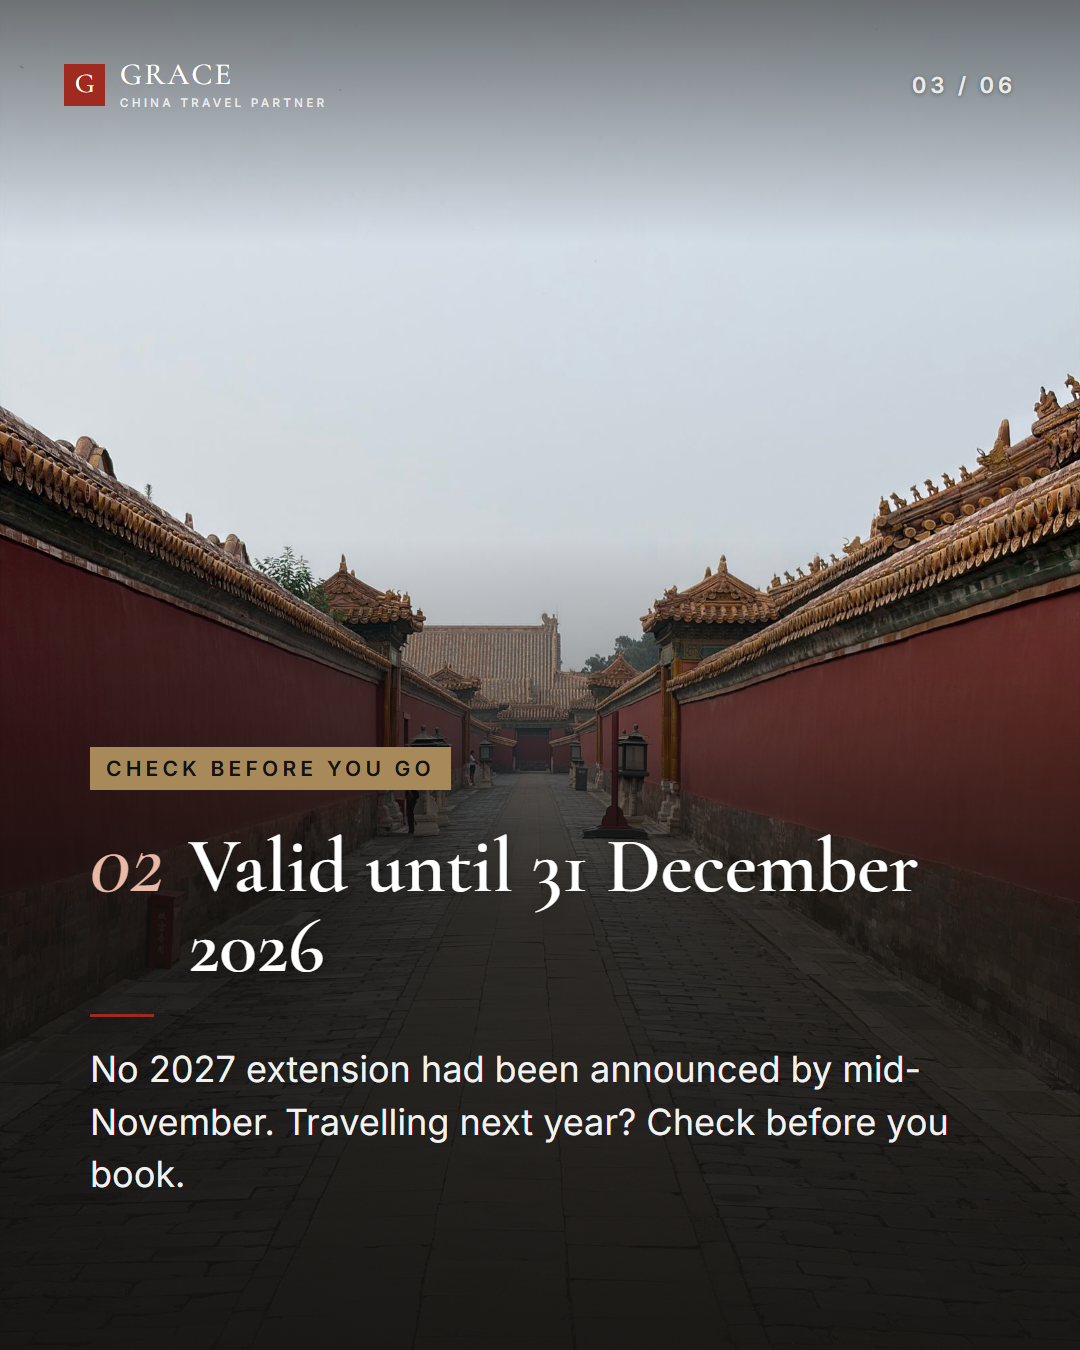 G GRACE
CHINA TRAVEL PARTNER
03 / 06
CHECK BEFORE YOU GO
02 Valid until 31 December
2026
No 2027 extension had been announced by mid-
November. Travelling next year? Check before you
book.